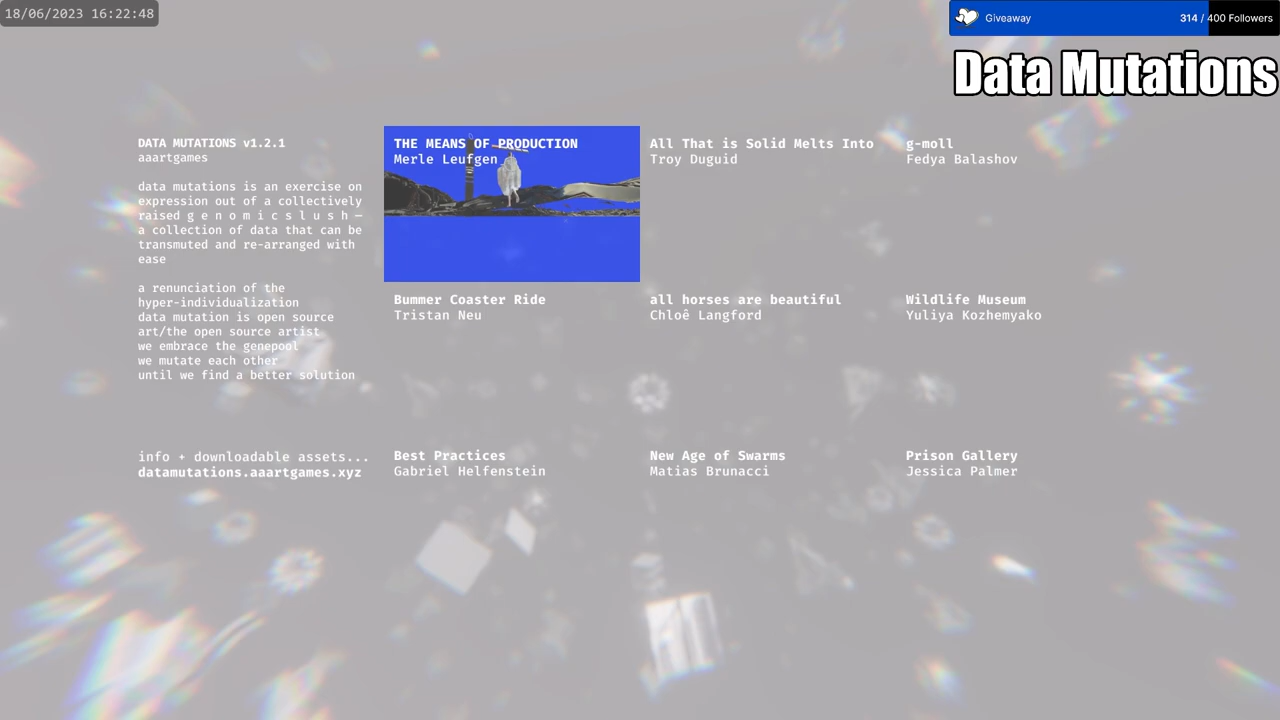 18/06/2023 16:22:48
Giveaway
314 / 400 Followers
Data Mutations
DATA MUTATIONS v1.2.1
aaartgames
data mutations is an exercise on
expression out of a collectively
raised g e n o m i c s l u s h —
a collection of data that can be
transmuted and re-arranged with
ease
a renunciation of the
hyper-individualization
data mutation is open source
art/the open source artist
we embrace the genepool
we mutate each other
until we find a better solution
info + downloadable assets...
datamutations.aaartgames.xyz
THE MEANS OF PRODUCTION
Merle Leufgen
All That is Solid Melts Into
Troy Duguid
g-moll
Fedya Balashov
Bummer Coaster Ride
Tristan Neu
all horses are beautiful
Chloê Langford
Wildlife Museum
Yuliya Kozhemyako
Best Practices
Gabriel Helfenstein
New Age of Swarms
Matias Brunacci
Prison Gallery
Jessica Palmer